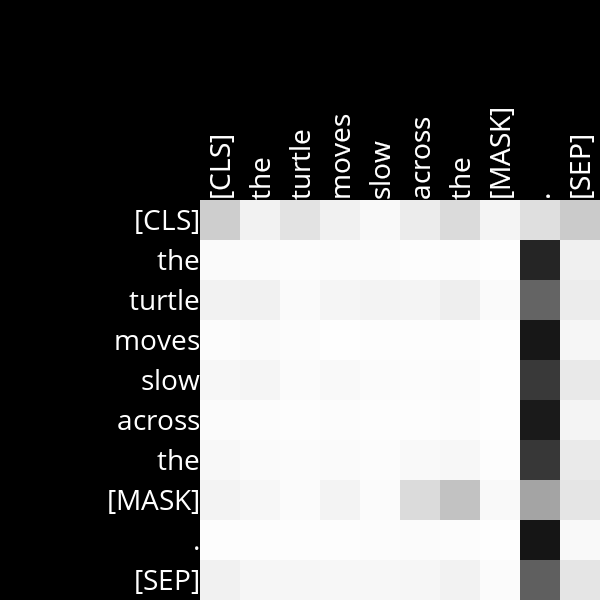 [CLS]
the
turtle
moves
slow
across
the
[MASK]
.
[SEP]
[CLS]
the
turtle
moves
slow
across
the
[MASK]
.
[SEP]